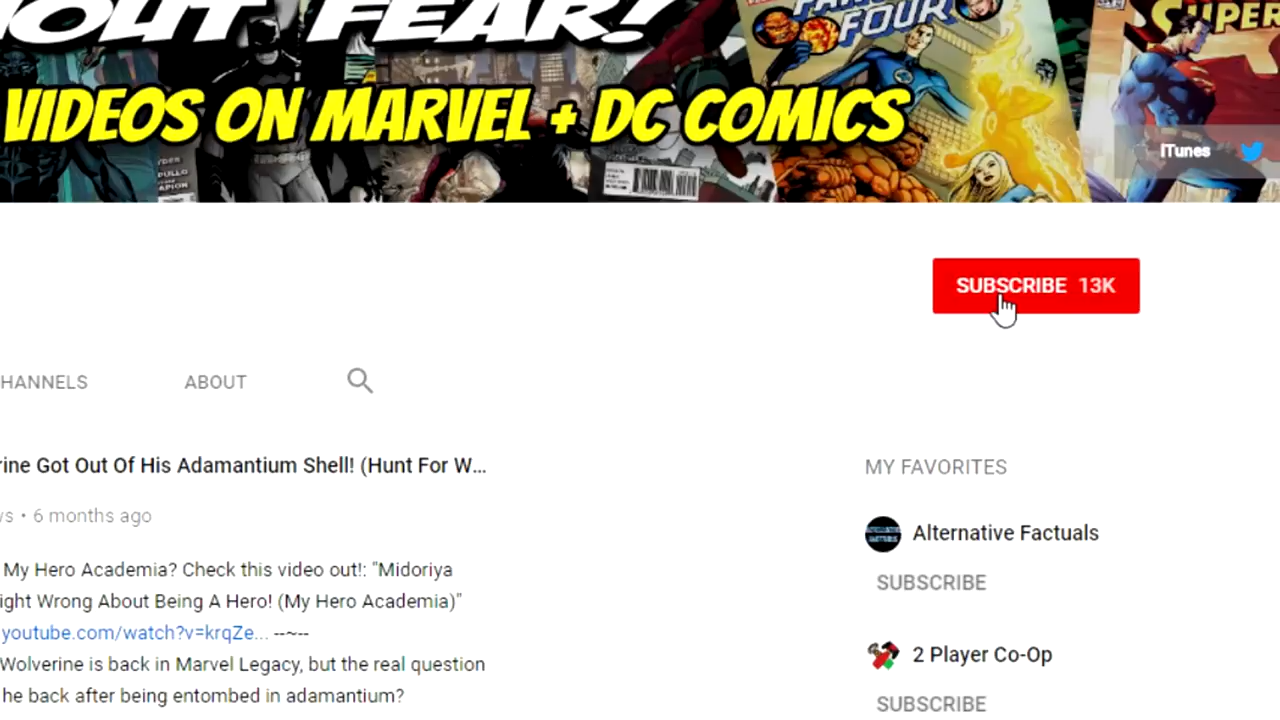 OUT FEAR!
FOUR
SUPER
VIDEOS ON MARVEL + DC COMICS
iTunes
SUBSCRIBE 13K
HANNELS
ABOUT
rine Got Out Of His Adamantium Shell! (Hunt For W...
MY FAVORITES
ws • 6 months ago
Alternative Factuals
My Hero Academia? Check this video out!: "Midoriya
SUBSCRIBE
ight Wrong About Being A Hero! (My Hero Academia)"
youtube.com/watch?v=krqZe... --~--
Wolverine is back in Marvel Legacy, but the real question
2 Player Co-Op
he back after being entombed in adamantium?
SUBSCRIBE